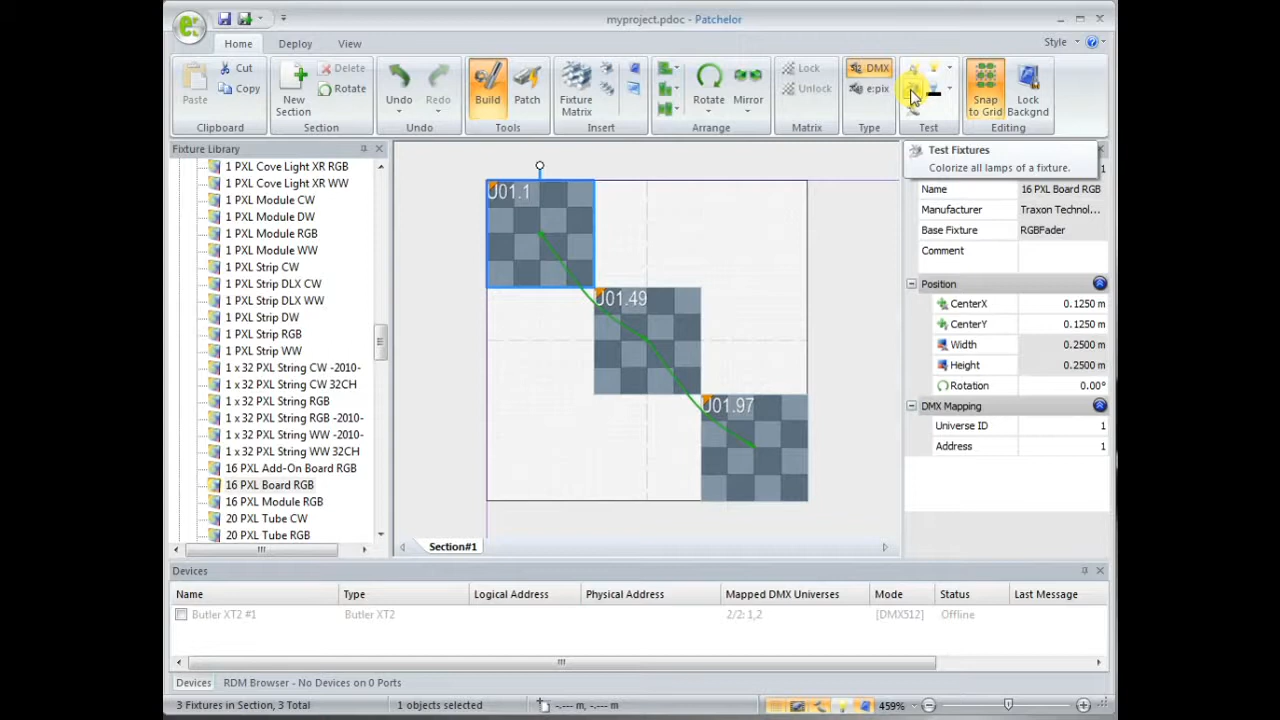 myproject.pdoc - Patchelor
Home Deploy View Style
Paste Cut Copy Clipboard
New Section Delete Rotate Section
Undo Redo Undo
Build Patch Tools
Fixture Matrix Insert
Rotate Mirror Arrange
Lock Unlock Matrix
DMX e:pix Type
Test
Snap to Grid Lock Backgnd Editing
Fixture Library
1 PXL Cove Light XR RGB
1 PXL Cove Light XR WW
1 PXL Module CW
1 PXL Module DW
1 PXL Module RGB
1 PXL Module WW
1 PXL Strip CW
1 PXL Strip DLX CW
1 PXL Strip DLX WW
1 PXL Strip DW
1 PXL Strip RGB
1 PXL Strip WW
1 x 32 PXL String CW -2010-
1 x 32 PXL String CW 32CH
1 x 32 PXL String RGB
1 x 32 PXL String RGB -2010-
1 x 32 PXL String WW -2010-
1 x 32 PXL String WW 32CH
16 PXL Add-On Board RGB
16 PXL Board RGB
16 PXL Module RGB
20 PXL Tube CW
20 PXL Tube RGB
U01.1
U01.49
U01.97
Section#1
Test Fixtures
Colorize all lamps of a fixture.
Name 16 PXL Board RGB
Manufacturer Traxon Technol...
Base Fixture RGBFader
Comment
Position
CenterX 0.1250 m
CenterY 0.1250 m
Width 0.2500 m
Height 0.2500 m
Rotation 0.00°
DMX Mapping
Universe ID 1
Address 1
Devices
Name Type Logical Address Physical Address Mapped DMX Universes Mode Status Last Message
Butler XT2 #1 Butler XT2 2/2: 1,2 [DMX512] Offline
Devices RDM Browser - No Devices on 0 Ports
3 Fixtures in Section, 3 Total 1 objects selected -.--- m, -.--- m 459%